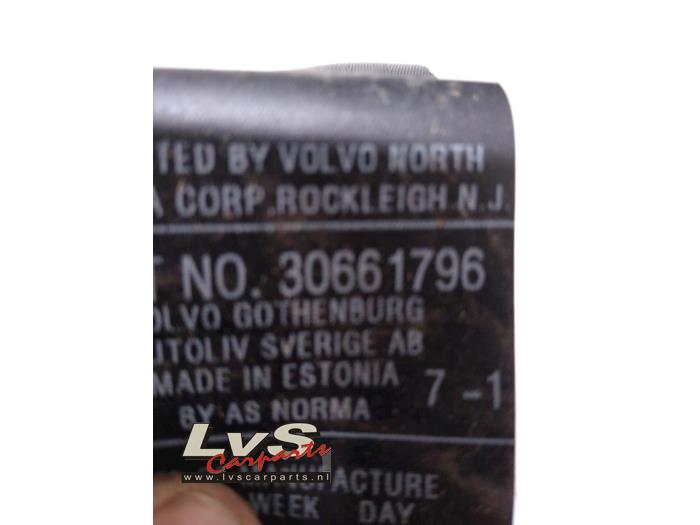 TED BY VOLVO NORTH
A CORP. ROCKLEIGH N.J.
T NO. 30661796
OLVO GOTHENBURG
UTOLIV SVERIGE AB
MADE IN ESTONIA 7 -1
BY AS NORMA
LvS
Carparts
www.lvscarparts.nl
MANUFACTURE
WEEK DAY